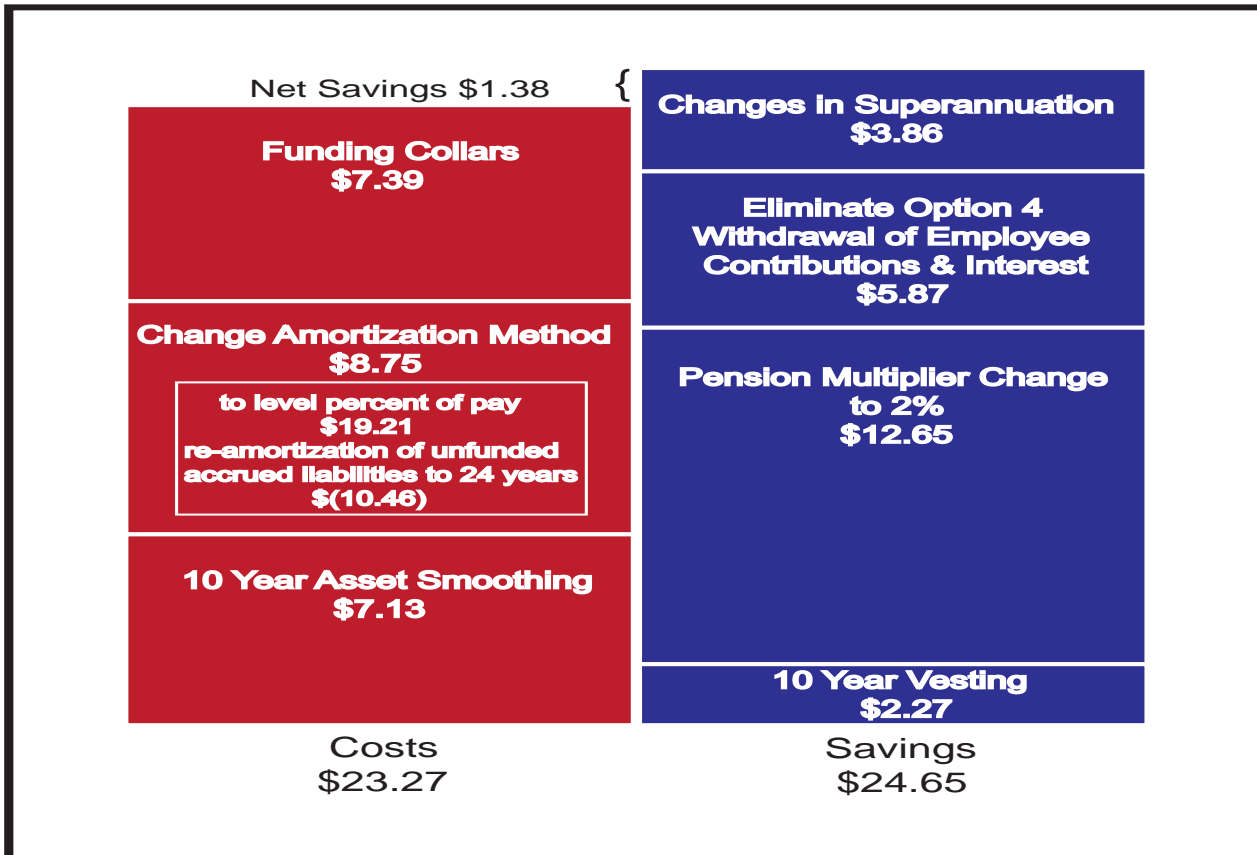 Net Savings $1.38 {
Funding Collars
$7.39
Change Amortization Method
$8.75
to level percent of pay
$19.21
re-amortization of unfunded
accrued liabilities to 24 years
$(10.46)
10 Year Asset Smoothing
$7.13
Costs
$23.27
Changes in Superannuation
$3.86
Eliminate Option 4
Withdrawal of Employee
Contributions & Interest
$5.87
Pension Multiplier Change
to 2%
$12.65
10 Year Vesting
$2.27
Savings
$24.65